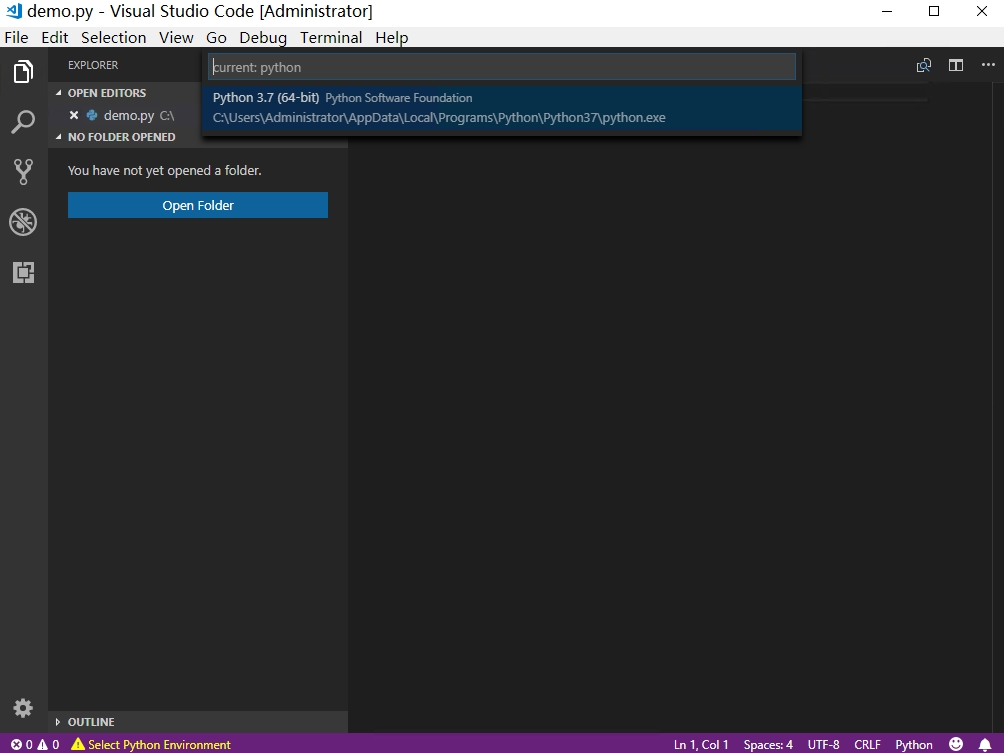 demo.py - Visual Studio Code [Administrator]
File Edit Selection View Go Debug Terminal Help
EXPLORER
current: python
OPEN EDITORS
Python 3.7 (64-bit) Python Software Foundation
demo.py C:\
C:\Users\Administrator\AppData\Local\Programs\Python\Python37\python.exe
NO FOLDER OPENED
You have not yet opened a folder.
Open Folder
OUTLINE
0 0 Select Python Environment Ln 1, Col 1 Spaces: 4 UTF-8 CRLF Python